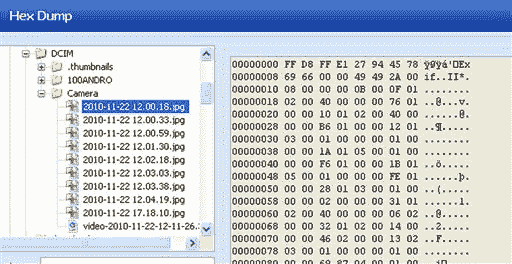 Hex Dump
DCIM
.thumbnails
100ANDRO
Camera
2010-11-22 12.00.18.jpg
2010-11-22 12.00.33.jpg
2010-11-22 12.00.59.jpg
2010-11-22 12.01.30.jpg
2010-11-22 12.02.18.jpg
2010-11-22 12.03.03.jpg
2010-11-22 12.03.38.jpg
2010-11-22 12.04.19.jpg
2010-11-22 17.18.10.jpg
video-2010-11-22-12-11-26.
00000000 FF D8 FF E1 27 94 45 78 ÿØÿá'□Ex
00000008 69 66 00 00 49 49 2A 00 if..II*.
00000010 08 00 00 00 0B 00 0F 01 ........
00000018 02 00 40 00 00 00 76 01 ..@...v.
00000020 00 00 10 01 02 00 40 00 ......@.
00000028 00 00 B6 01 00 00 12 01 ..¶.....
00000030 03 00 01 00 00 00 01 00 ........
00000038 00 00 1A 01 05 00 01 00 ........
00000040 00 00 F6 01 00 00 1B 01 ..ö.....
00000048 05 00 01 00 00 00 FE 01 ......þ.
00000050 00 00 28 01 03 00 01 00 ..(.....
00000058 00 00 02 00 00 00 31 01 ......1.
00000060 02 00 40 00 00 00 06 02 ..@.....
00000068 00 00 32 01 02 00 14 00 ..2.....
00000070 00 00 46 02 00 00 13 02 ..F.....
00000078 03 00 01 00 00 00 01 00 ........